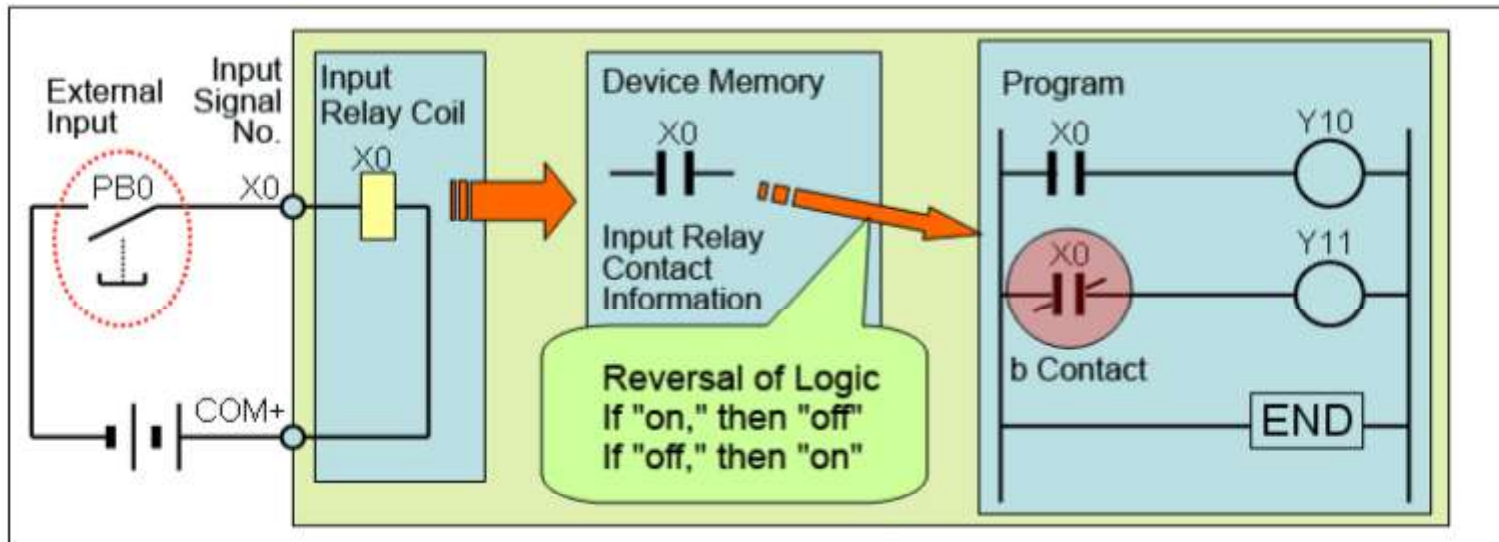 External
Input
PB0
Input
Signal
No.
X0
COM+
Input
Relay Coil
X0
Device Memory
X0
Input Relay
Contact
Information
Reversal of Logic
If "on," then "off"
If "off," then "on"
Program
X0
Y10
X0
Y11
b Contact
END